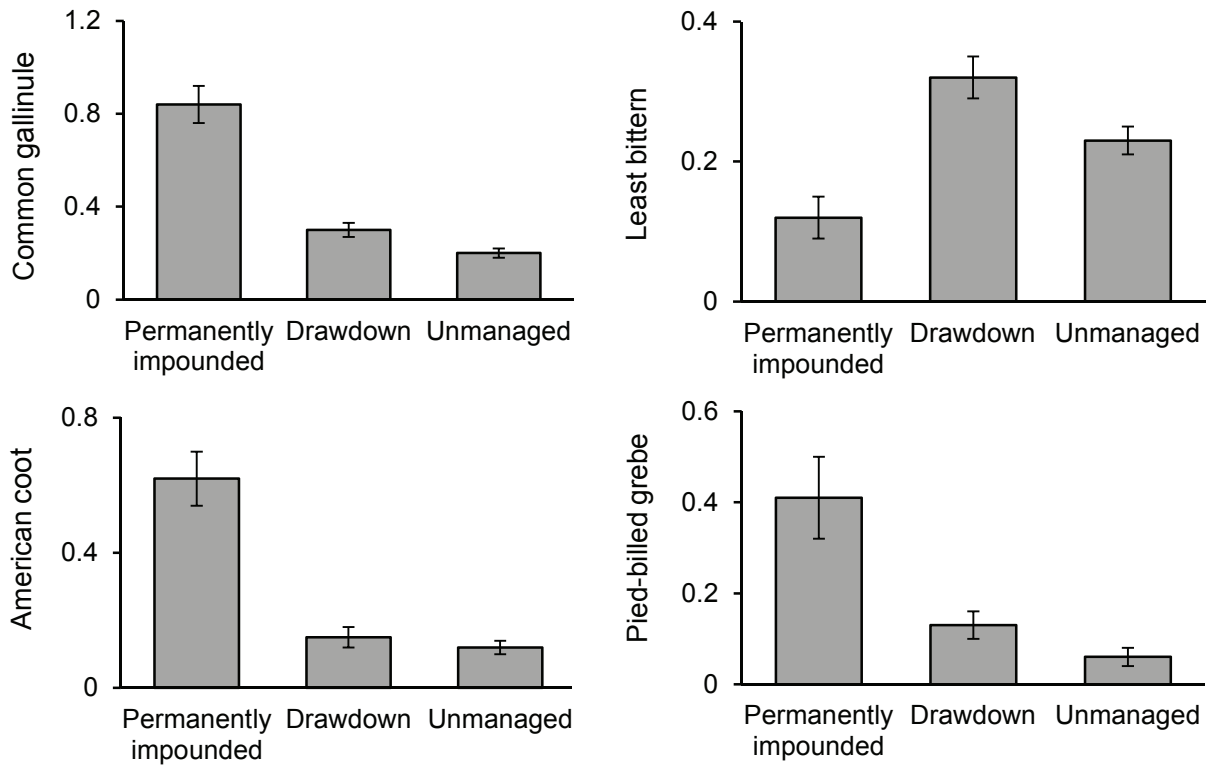 Common gallinule
1.2
0.8
0.4
0
Permanently impounded
Drawdown
Unmanaged
Least bittern
0.4
0.2
0
Permanently impounded
Drawdown
Unmanaged
American coot
0.8
0.4
0
Permanently impounded
Drawdown
Unmanaged
Pied-billed grebe
0.6
0.4
0.2
0
Permanently impounded
Drawdown
Unmanaged